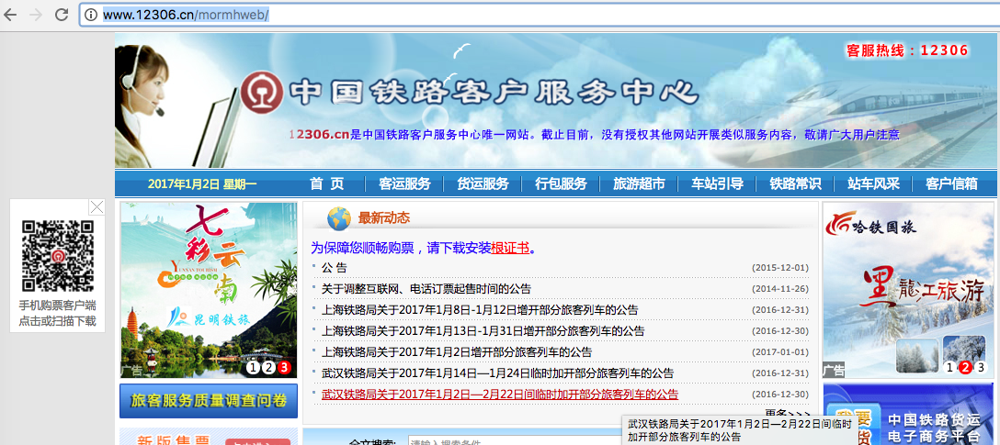 www.12306.cn/mormhweb/
客服热线：12306
中国铁路客户服务中心
12306.cn是中国铁路客户服务中心唯一网站。截止目前，没有授权其他网站开展类似服务内容，敬请广大用户注意
2017年1月2日 星期一 首 页 客运服务 货运服务 行包服务 旅游超市 车站引导 铁路常识 站车风采 客户信箱
手机购票客户端
点击或扫描下载
七彩云南
YUNNAN TOURISM
昆明铁旅
广告
1 2 3
旅客服务质量调查问卷
新版售票
最新动态
为保障您顺畅购票，请下载安装根证书。
公 告 (2015-12-01)
关于调整互联网、电话订票起售时间的公告 (2014-11-26)
上海铁路局关于2017年1月8日-1月12日增开部分旅客列车的公告 (2016-12-31)
上海铁路局关于2017年1月13日-1月31日增开部分旅客列车的公告 (2016-12-30)
上海铁路局关于2017年1月2日增开部分旅客列车的公告 (2017-01-01)
武汉铁路局关于2017年1月14日—1月24日临时加开部分旅客列车的公告 (2016-12-31)
武汉铁路局关于2017年1月2日—2月22日间临时加开部分旅客列车的公告 (2016-12-30)
更多>>>
武汉铁路局关于2017年1月2日—2月22日间临时
加开部分旅客列车的公告
全文搜索: 请输入搜索条件
哈铁国旅
黑龙江旅游
广告
1 2 3
我要
货
中国铁路货运
电子商务平台